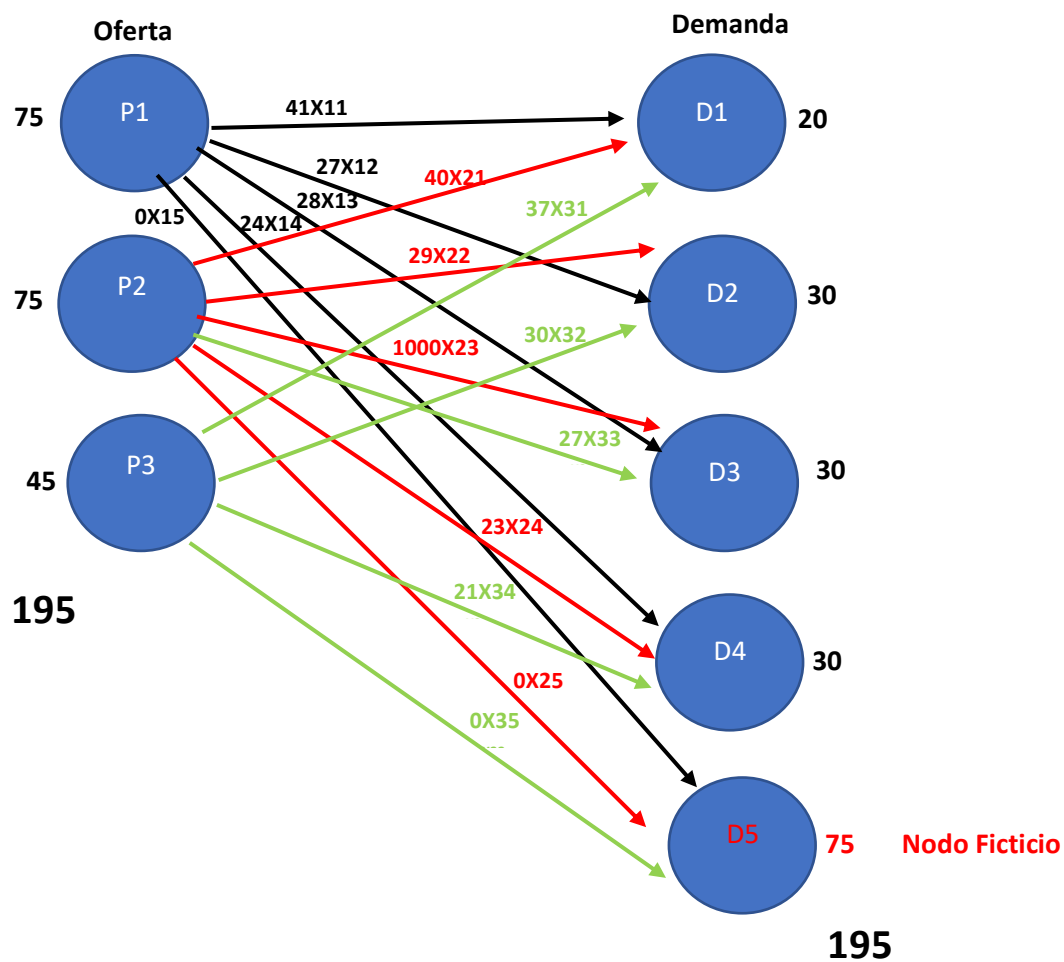 Oferta
Demanda
75
P1
41X11
D1
20
27X12
40X21
28X13
37X31
0X15
24X14
29X22
75
P2
D2
30
30X32
1000X23
27X33
45
P3
D3
30
23X24
21X34
195
D4
30
0X25
0X35
D5
75
Nodo Ficticio
195